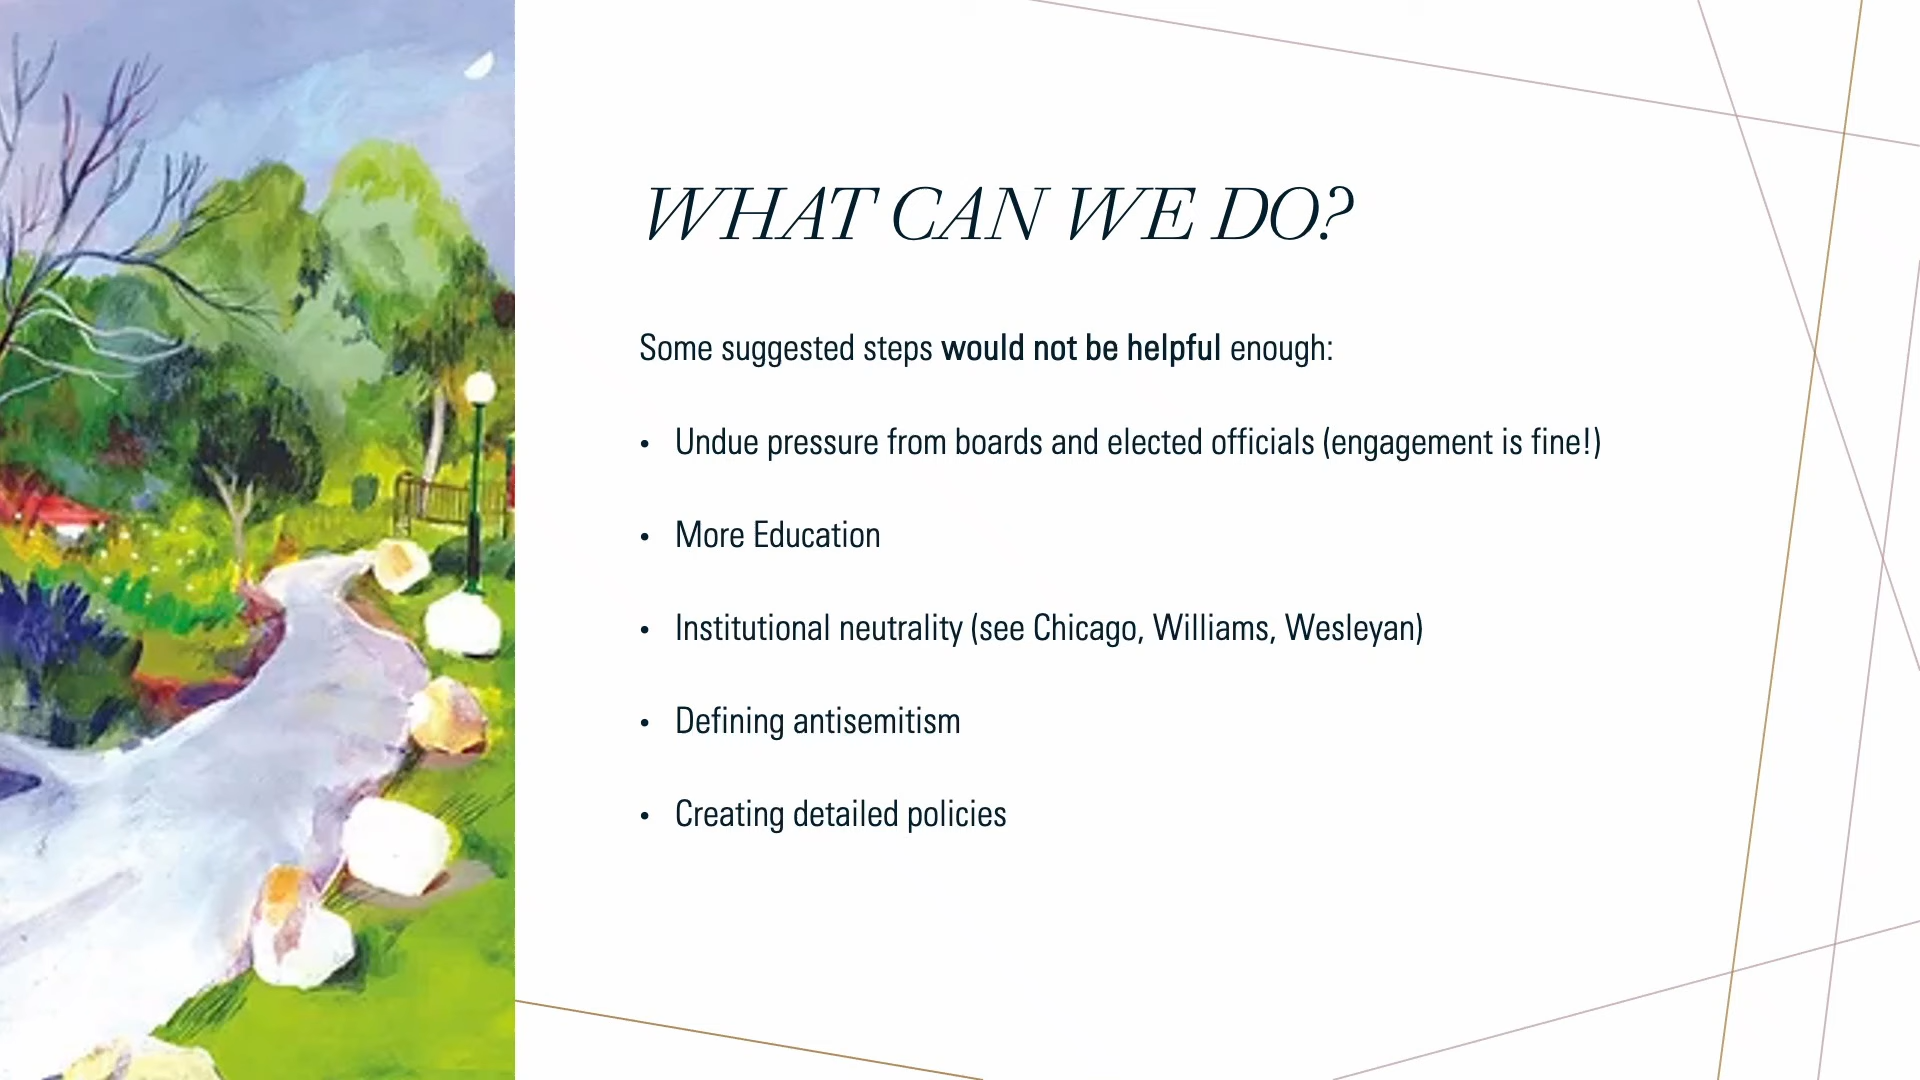 WHAT CAN WE DO?
Some suggested steps would not be helpful enough:
• Undue pressure from boards and elected officials (engagement is fine!)
• More Education
• Institutional neutrality (see Chicago, Williams, Wesleyan)
• Defining antisemitism
• Creating detailed policies